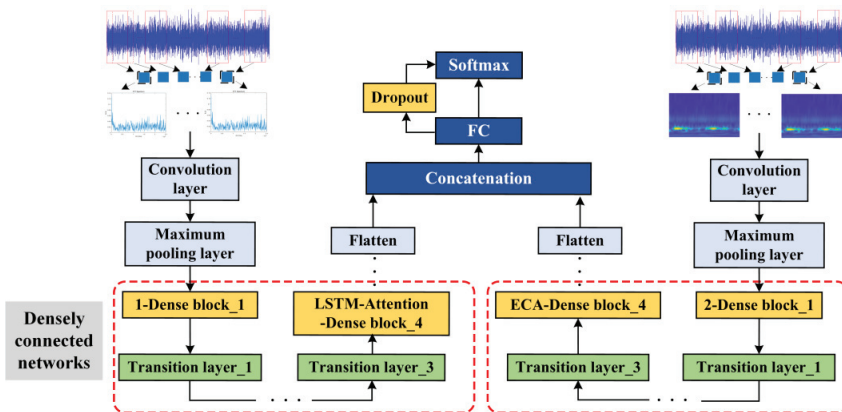 Softmax
Dropout
FC
Concatenation
Convolution
layer
Maximum
pooling layer
Flatten
Flatten
Convolution
layer
Maximum
pooling layer
Densely
connected
networks
1-Dense block_1
LSTM-Attention
-Dense block_4
ECA-Dense block_4
2-Dense block_1
Transition layer_1
Transition layer_3
Transition layer_3
Transition layer_1